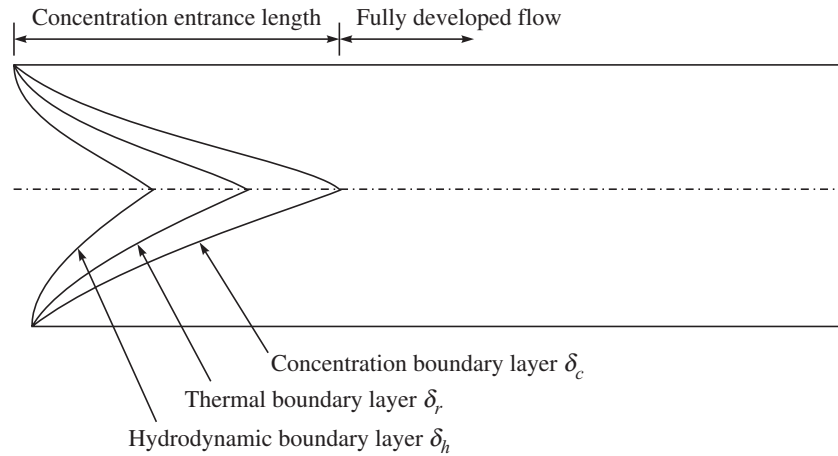 Concentration entrance length
Fully developed flow
Concentration boundary layer δc
Thermal boundary layer δr
Hydrodynamic boundary layer δh